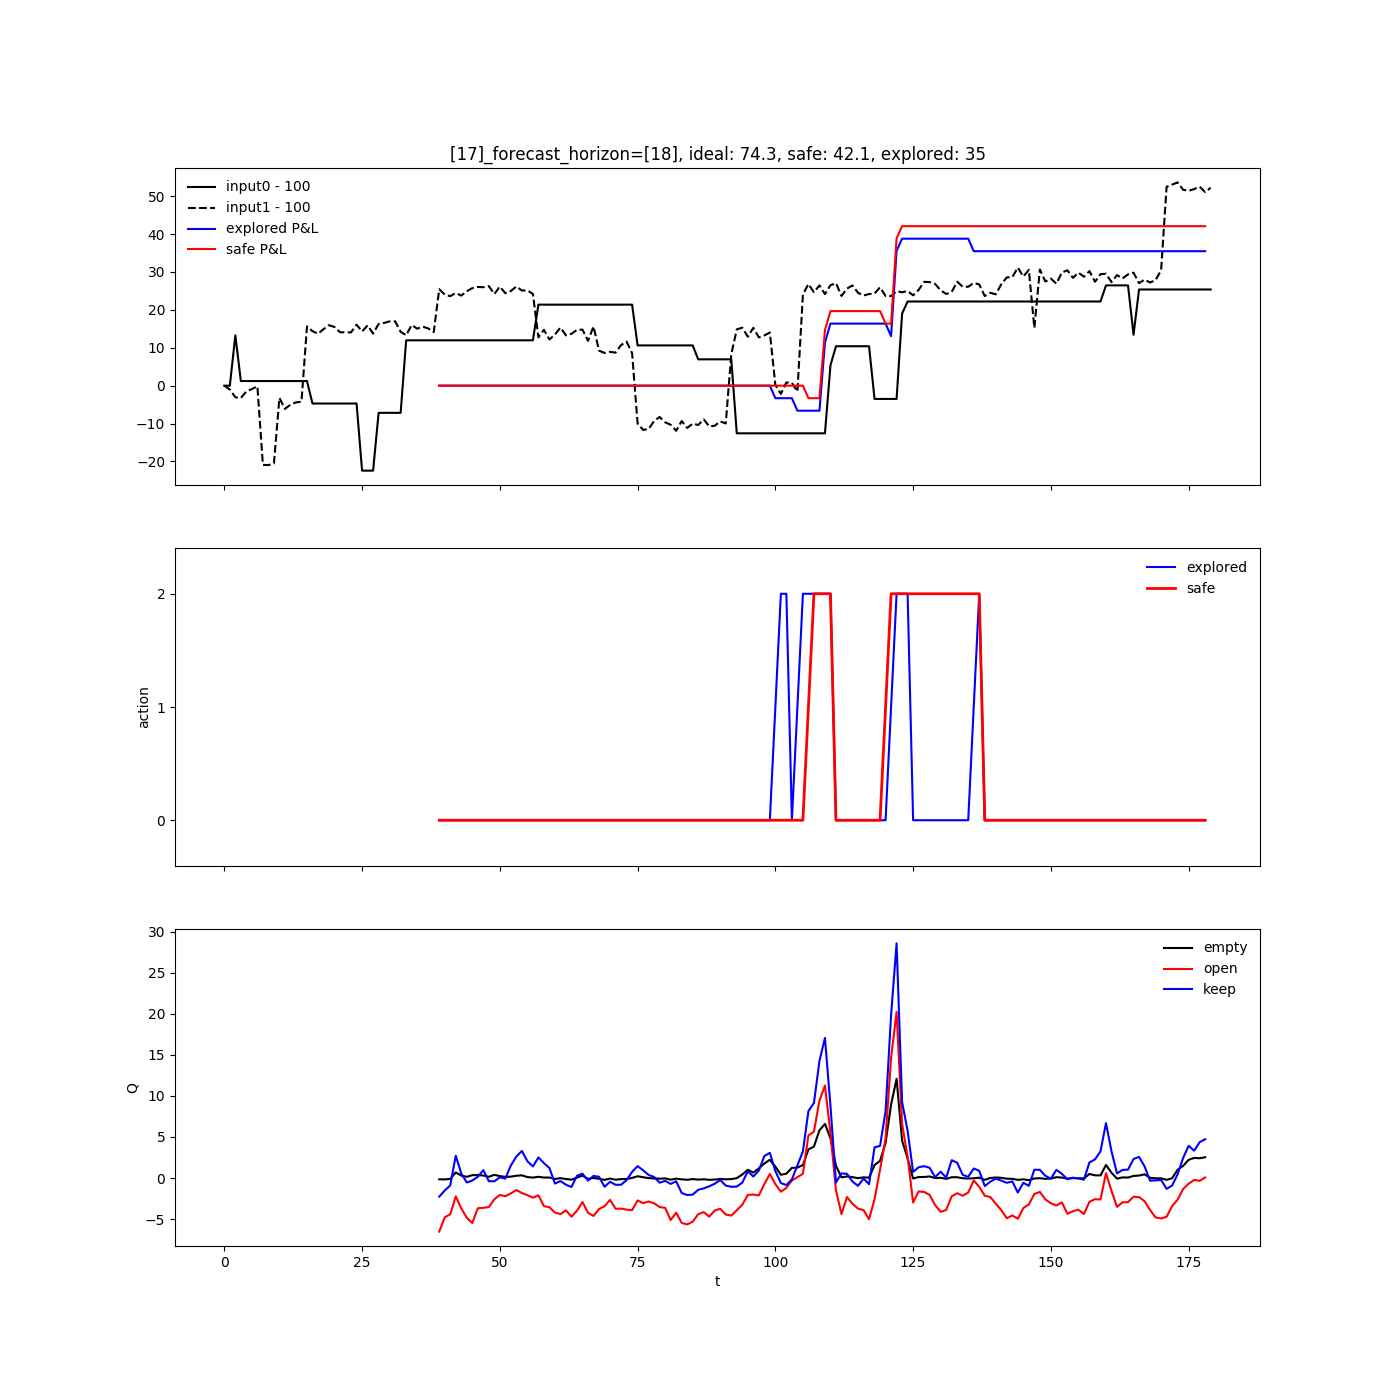 [17]_forecast_horizon=[18], ideal: 74.3, safe: 42.1, explored: 35
input0 - 100
input1 - 100
explored P&L
safe P&L
50
40
30
20
10
0
−10
−20
explored
safe
2
1
0
action
empty
open
keep
30
25
20
15
10
5
0
−5
Q
0 25 50 75 100 125 150 175
t